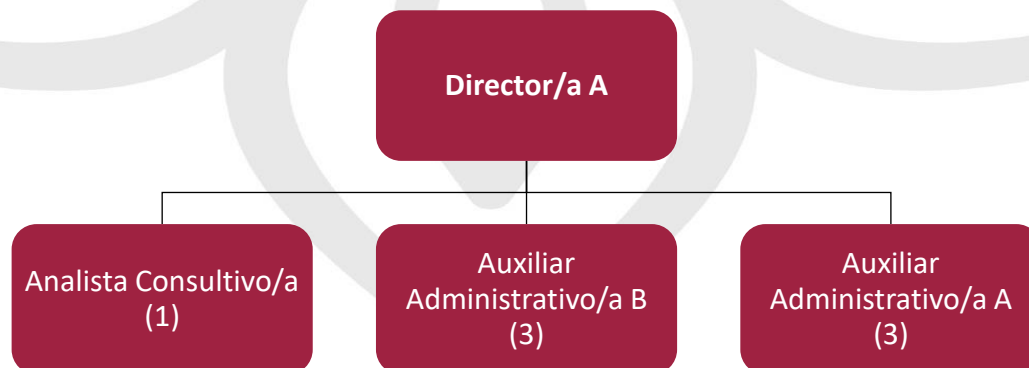 Director/a A
Analista Consultivo/a
(1)
Auxiliar
Administrativo/a B
(3)
Auxiliar
Administrativo/a A
(3)